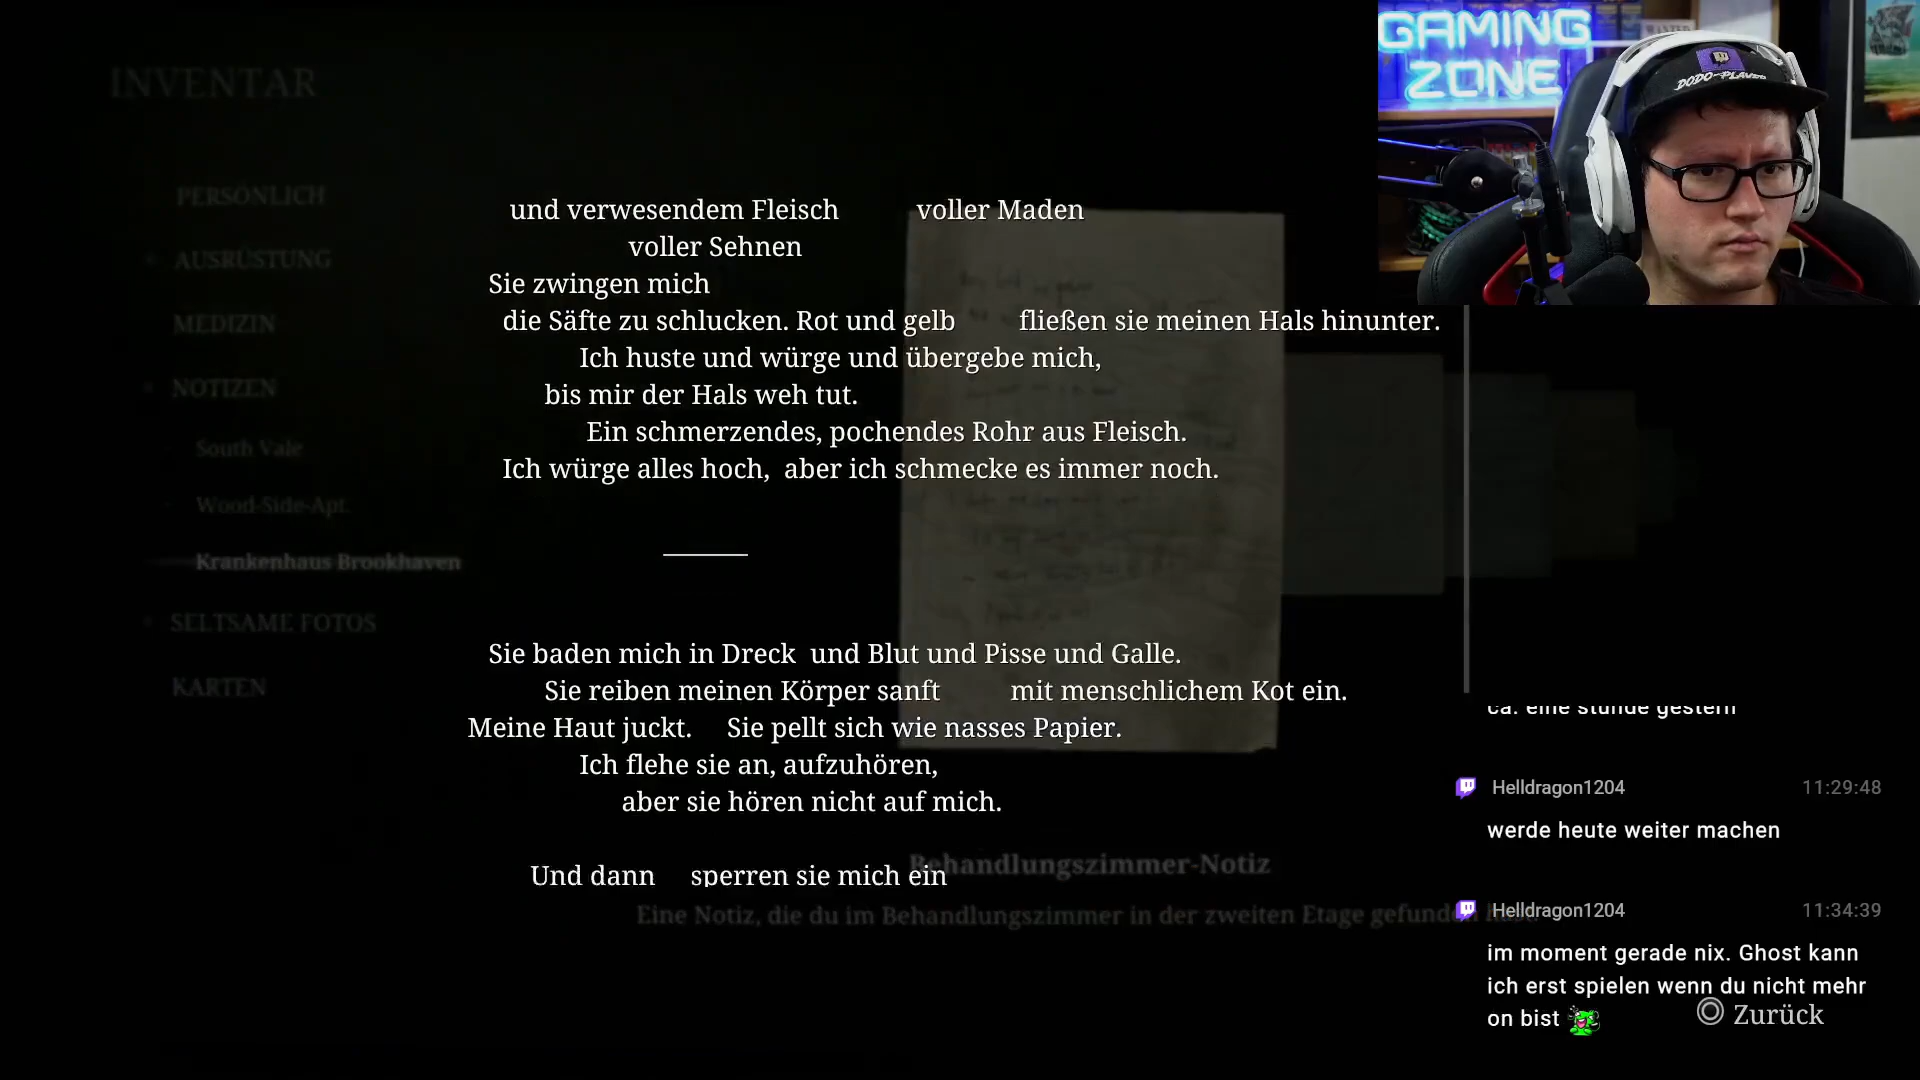 GAMING
ZONE
DODO-PLAYER
INVENTAR
PERSÖNLICH
AUSRÜSTUNG
MEDIZIN
NOTIZEN
South Vale
Wood-Side-Apt.
Krankenhaus Brookhaven
SELTSAME FOTOS
KARTEN
und verwesendem Fleisch voller Maden
voller Sehnen
Sie zwingen mich
die Säfte zu schlucken. Rot und gelb fließen sie meinen Hals hinunter.
Ich huste und würge und übergebe mich,
bis mir der Hals weh tut.
Ein schmerzendes, pochendes Rohr aus Fleisch.
Ich würge alles hoch, aber ich schmecke es immer noch.
Sie baden mich in Dreck und Blut und Pisse und Galle.
Sie reiben meinen Körper sanft mit menschlichem Kot ein.
Meine Haut juckt. Sie pellt sich wie nasses Papier.
Ich flehe sie an, aufzuhören,
aber sie hören nicht auf mich.
Und dann sperren sie mich ein
Behandlungszimmer-Notiz
Eine Notiz, die du im Behandlungszimmer in der zweiten Etage
ca. eine stunde gestern
Helldragon1204 11:29:48
werde heute weiter machen
Helldragon1204 11:34:39
im moment gerade nix. Ghost kann
ich erst spielen wenn du nicht mehr
on bist
Zurück